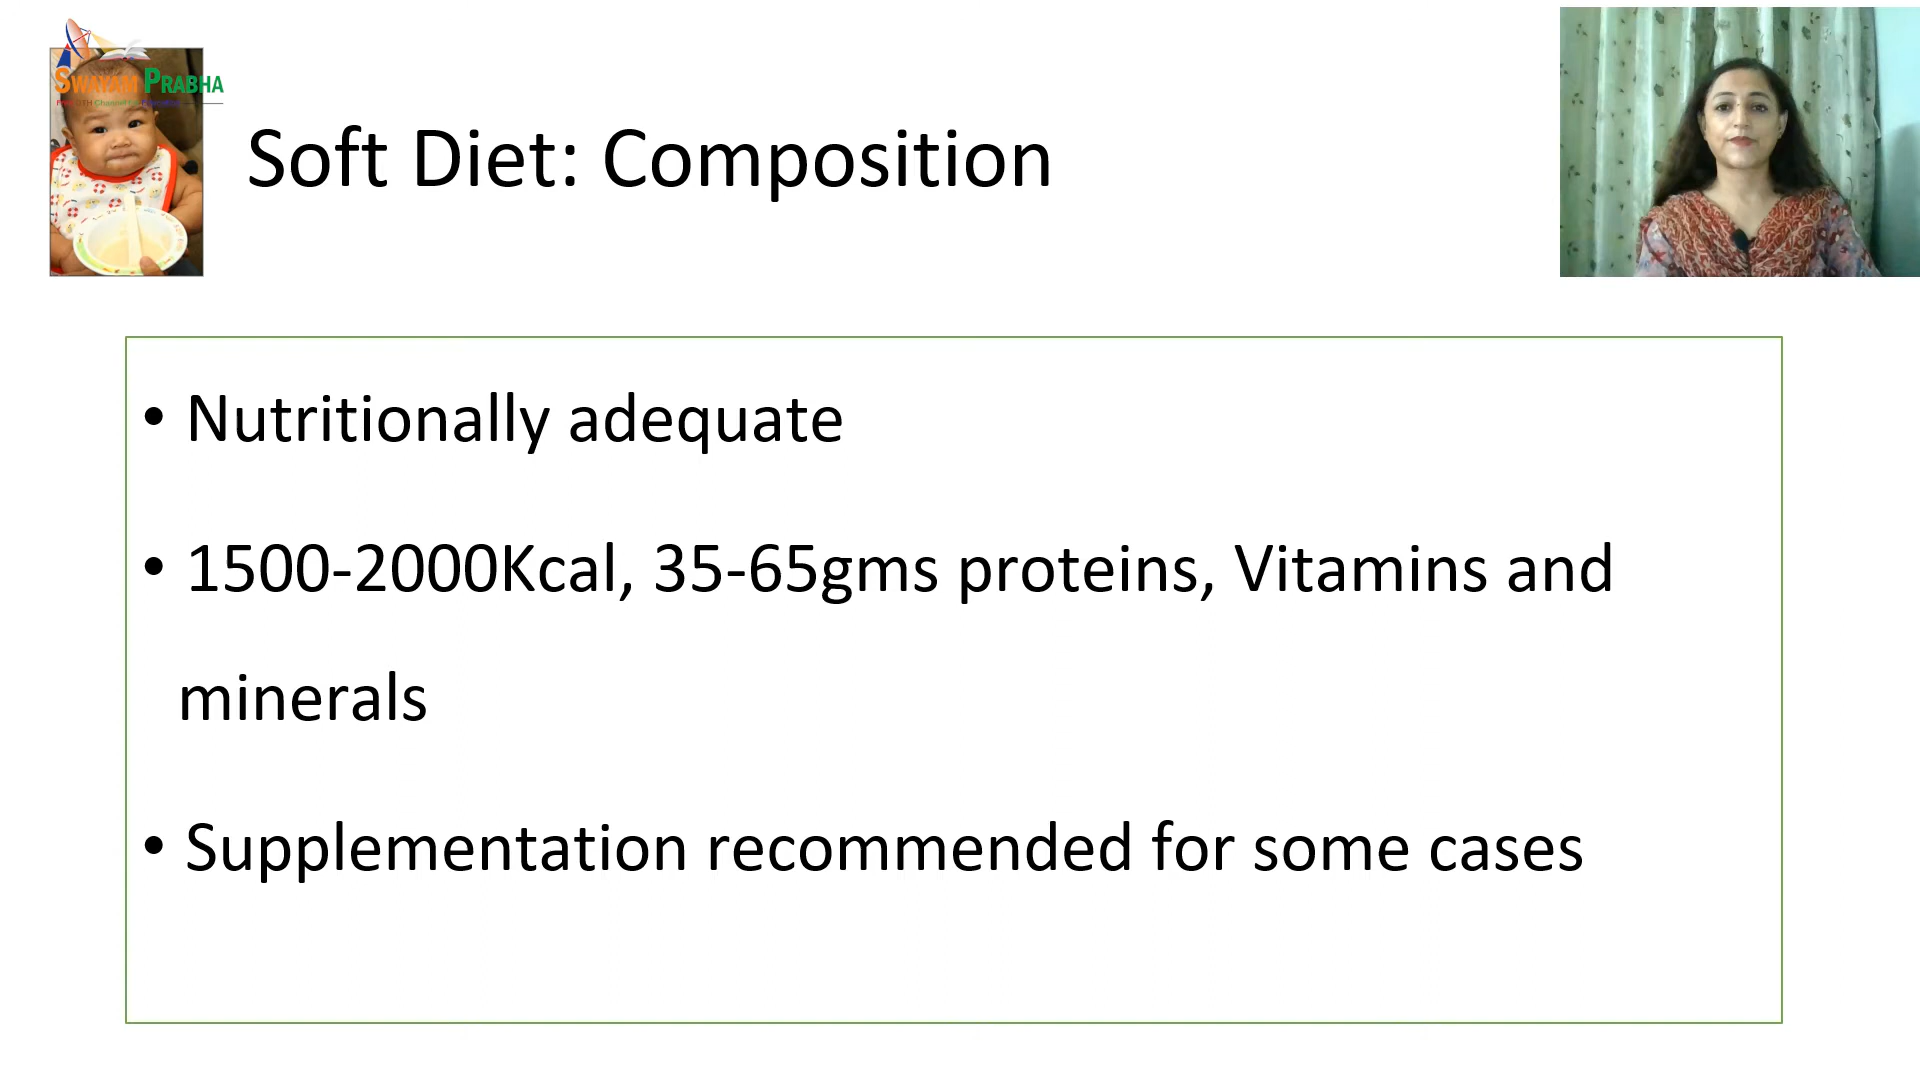 SWAYAM PRABHA
Soft Diet: Composition
• Nutritionally adequate
• 1500-2000Kcal, 35-65gms proteins, Vitamins and
minerals
• Supplementation recommended for some cases